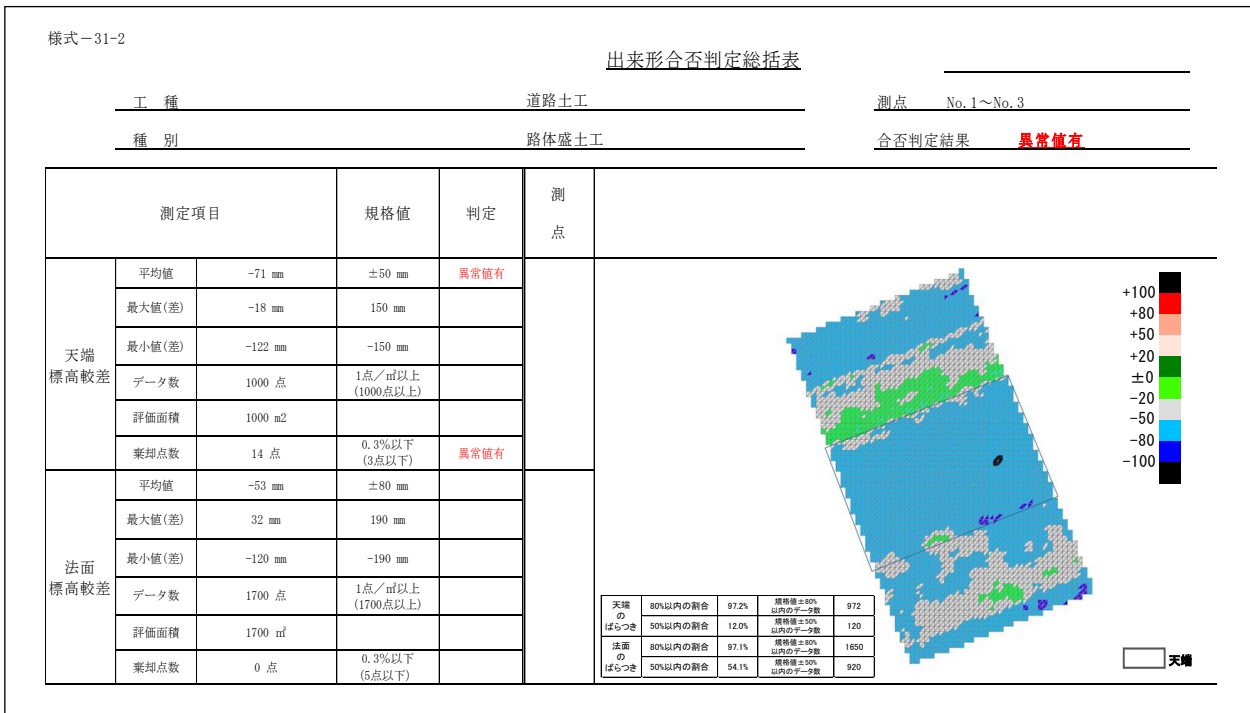 様式－31-2
出来形合否判定総括表
工　種　道路土工　測点　No.1～No.3
種　別　路体盛土工　合否判定結果　異常値有
測定項目　規格値　判定　測点
天端標高較差
平均値　-71 ㎜　±50 ㎜　異常値有
最大値(差)　-18 ㎜　150 ㎜
最小値(差)　-122 ㎜　-150 ㎜
データ数　1000 点　1点／㎡以上
(1000点以上)
評価面積　1000 m2
棄却点数　14 点　0.3%以下　異常値有
(3点以下)
法面標高較差
平均値　-53 ㎜　±80 ㎜
最大値(差)　32 ㎜　190 ㎜
最小値(差)　-120 ㎜　-190 ㎜
データ数　1700 点　1点／㎡以上
(1700点以上)
評価面積　1700 ㎡
棄却点数　0 点　0.3%以下
(5点以下)
+100
+80
+50
+20
±0
-20
-50
-80
-100
天端のばらつき
80%以内の割合　97.2%　規格値±80%以内のデータ数　972
50%以内の割合　12.0%　規格値±50%以内のデータ数　120
法面のばらつき
80%以内の割合　97.1%　規格値±80%以内のデータ数　1650
50%以内の割合　54.1%　規格値±50%以内のデータ数　920
天端